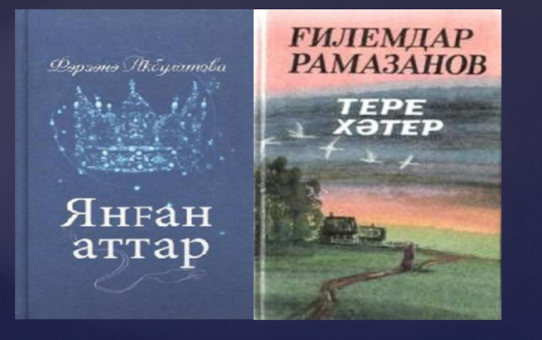 Фәрзәнә Аҡбулатова
Янған
аттар
ҒИЛЕМДАР
РАМАЗАНОВ
ТЕРЕ
ХӘТЕР